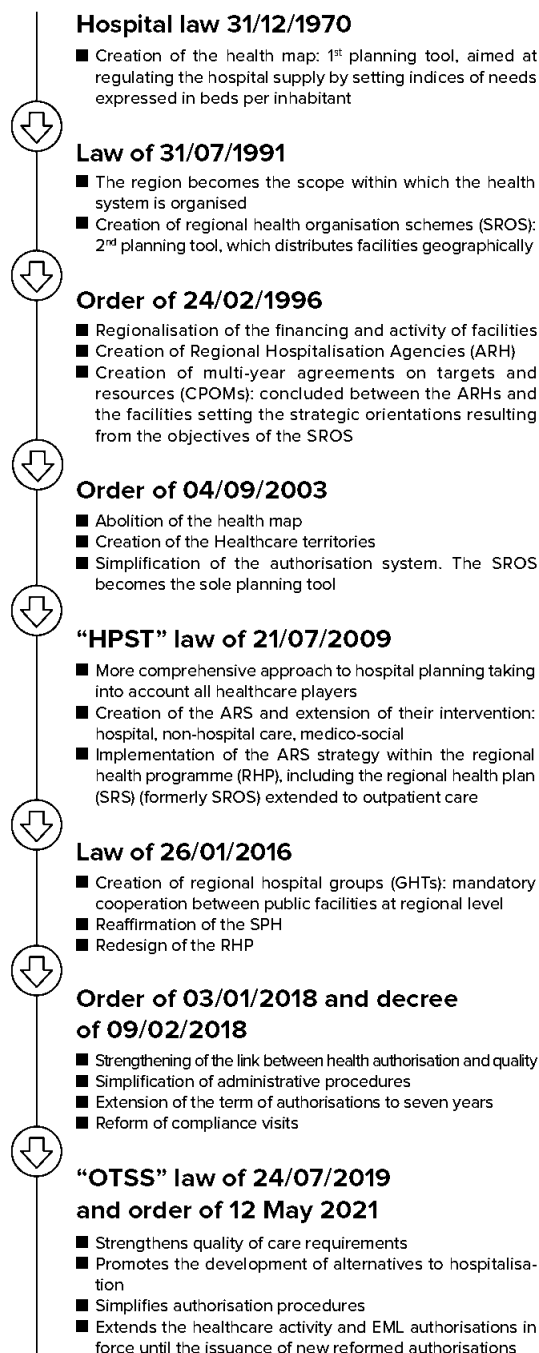 Hospital law 31/12/1970
■ Creation of the health map: 1st planning tool, aimed at
regulating the hospital supply by setting indices of needs
expressed in beds per inhabitant
Law of 31/07/1991
■ The region becomes the scope within which the health
system is organised
■ Creation of regional health organisation schemes (SROS):
2nd planning tool, which distributes facilities geographically
Order of 24/02/1996
■ Regionalisation of the financing and activity of facilities
■ Creation of Regional Hospitalisation Agencies (ARH)
■ Creation of multi-year agreements on targets and
resources (CPOMs): concluded between the ARHs and
the facilities setting the strategic orientations resulting
from the objectives of the SROS
Order of 04/09/2003
■ Abolition of the health map
■ Creation of the Healthcare territories
■ Simplification of the authorisation system. The SROS
becomes the sole planning tool
“HPST” law of 21/07/2009
■ More comprehensive approach to hospital planning taking
into account all healthcare players
■ Creation of the ARS and extension of their intervention:
hospital, non-hospital care, medico-social
■ Implementation of the ARS strategy within the regional
health programme (RHP), including the regional health plan
(SRS) (formerly SROS) extended to outpatient care
Law of 26/01/2016
■ Creation of regional hospital groups (GHTs): mandatory
cooperation between public facilities at regional level
■ Reaffirmation of the SPH
■ Redesign of the RHP
Order of 03/01/2018 and decree
of 09/02/2018
■ Strengthening of the link between health authorisation and quality
■ Simplification of administrative procedures
■ Extension of the term of authorisations to seven years
■ Reform of compliance visits
“OTSS” law of 24/07/2019
and order of 12 May 2021
■ Strengthens quality of care requirements
■ Promotes the development of alternatives to hospitalisa-
tion
■ Simplifies authorisation procedures
■ Extends the healthcare activity and EML authorisations in
force until the issuance of new reformed authorisations